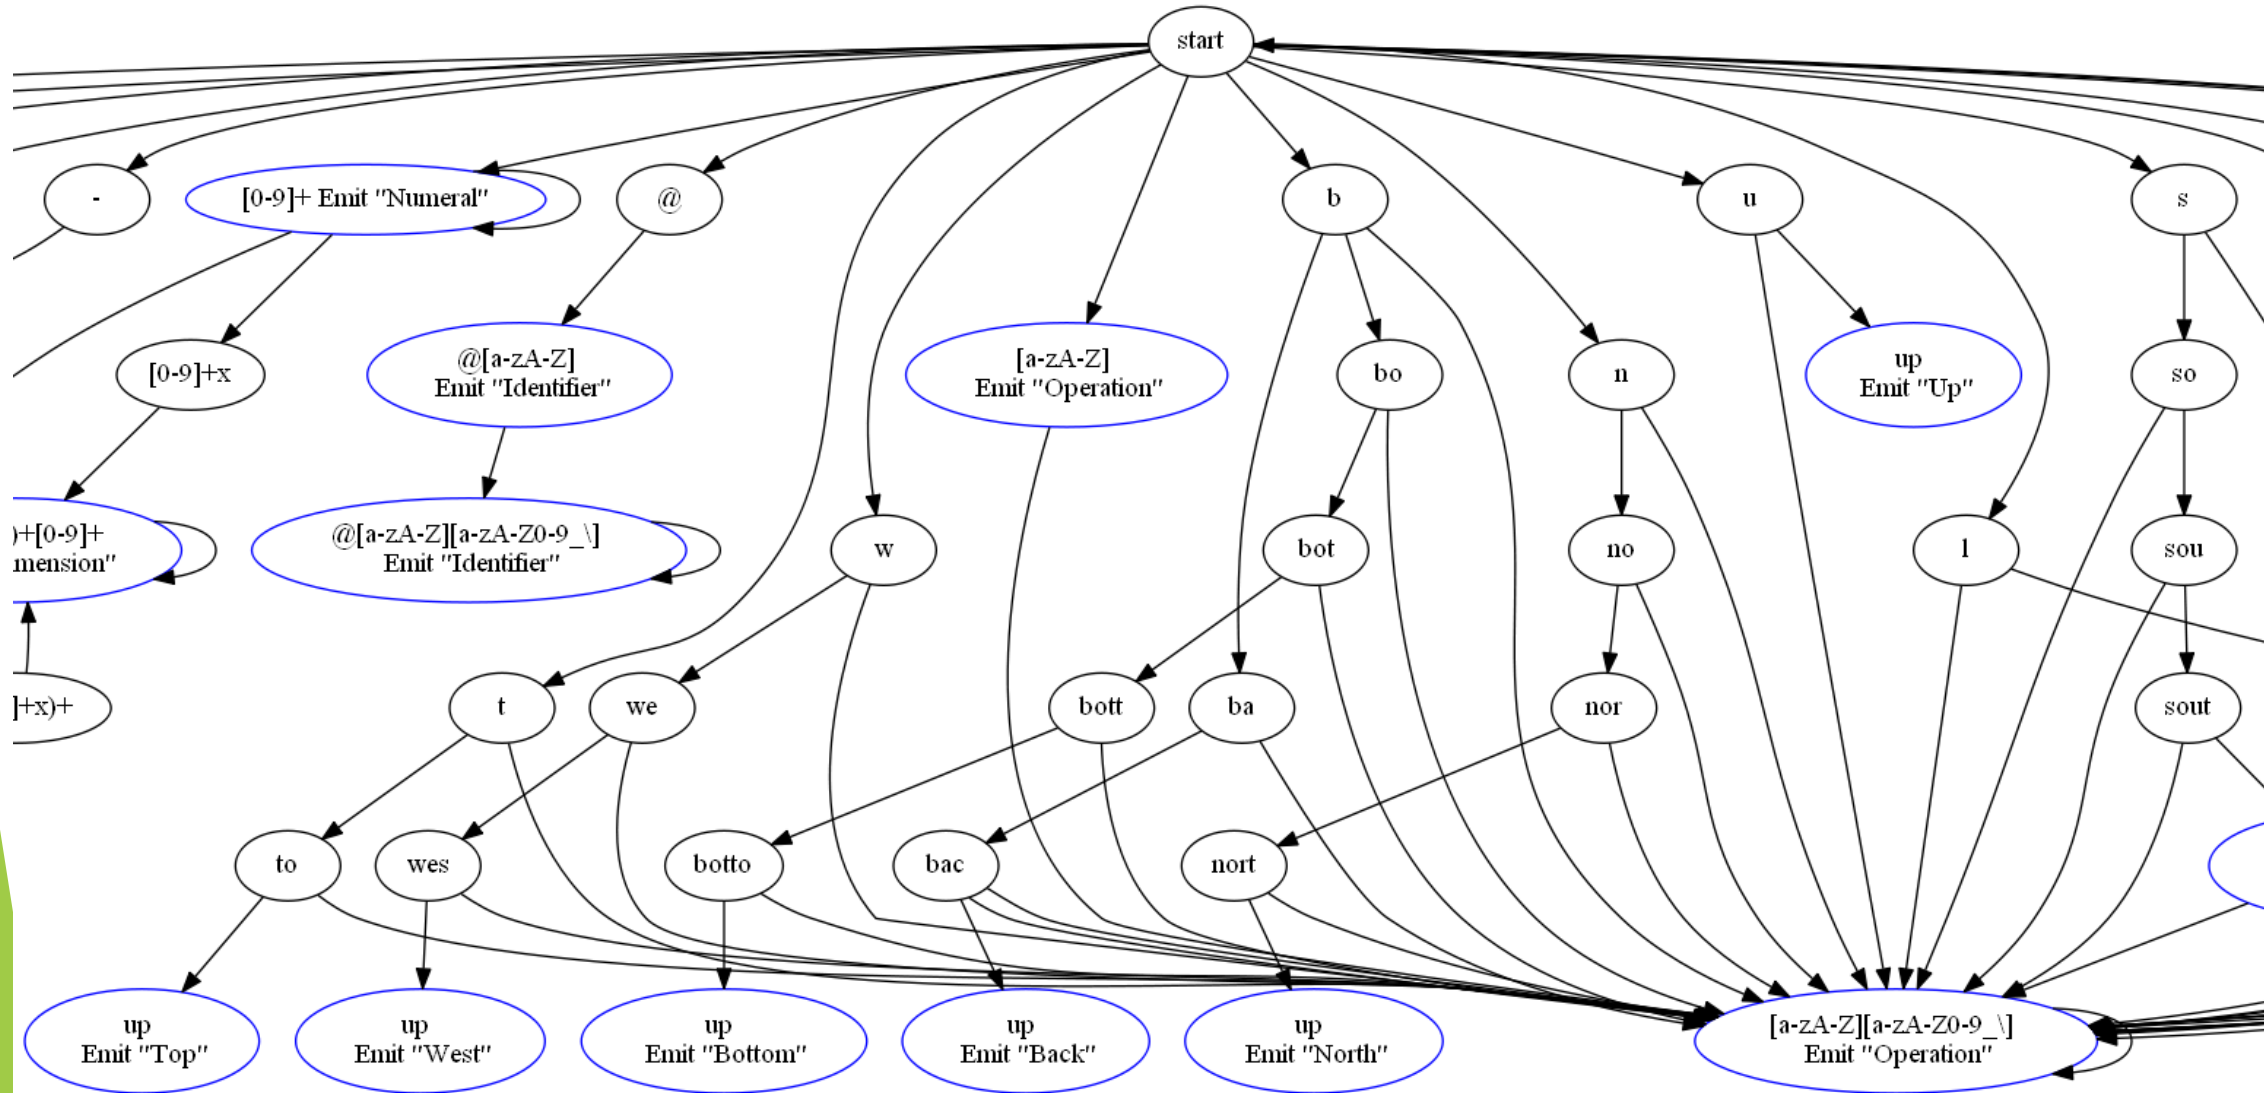 start
-
[0-9]+ Emit "Numeral"
@
b
u
s
[0-9]+x
@[a-zA-Z]
Emit "Identifier"
[a-zA-Z]
Emit "Operation"
bo
n
up
Emit "Up"
so
)+[0-9]+
mension"
@[a-zA-Z][a-zA-Z0-9_\]
Emit "Identifier"
w
bot
no
l
sou
]+x)+
t
we
bott
ba
nor
sout
to
wes
botto
bac
nort
up
Emit "Top"
up
Emit "West"
up
Emit "Bottom"
up
Emit "Back"
up
Emit "North"
[a-zA-Z][a-zA-Z0-9_\]
Emit "Operation"